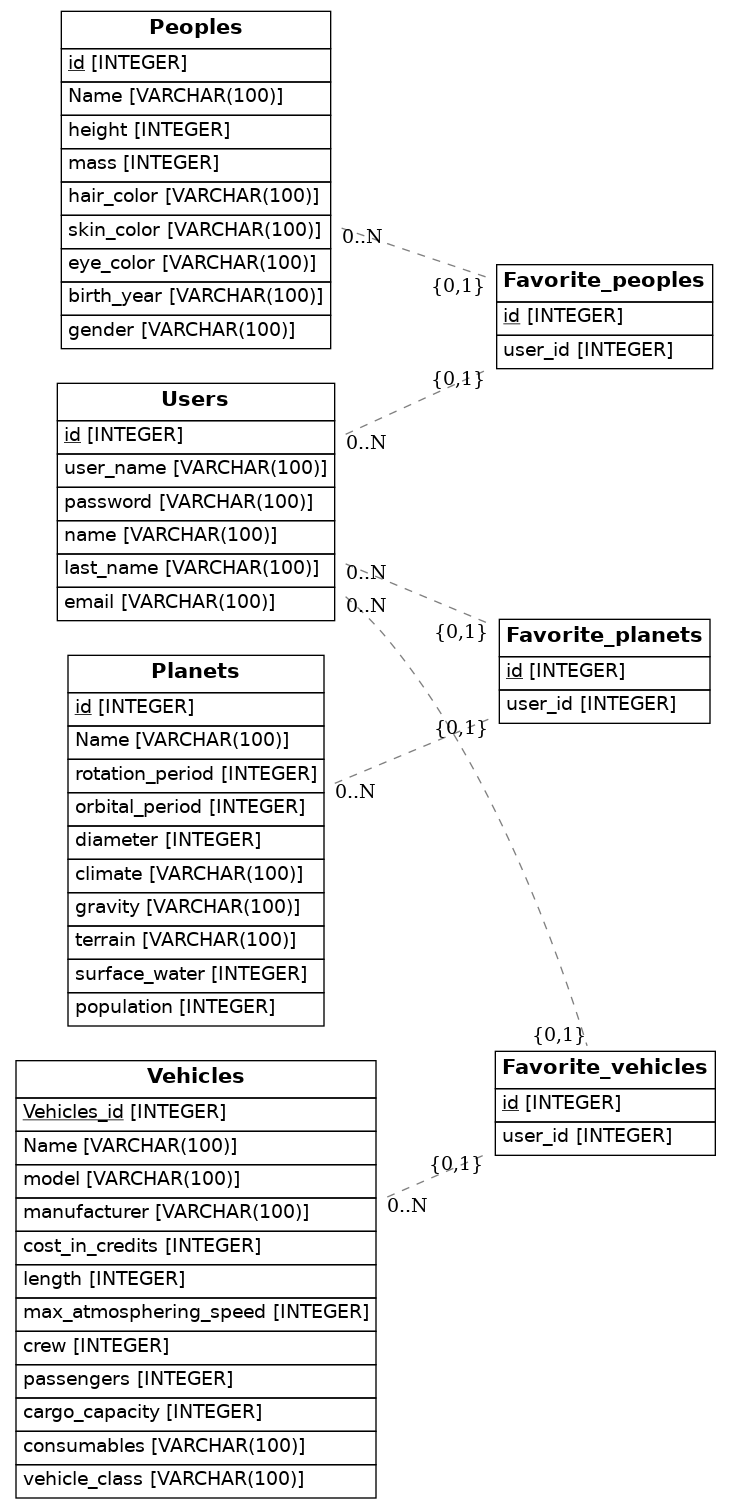 Peoples
id [INTEGER]
Name [VARCHAR(100)]
height [INTEGER]
mass [INTEGER]
hair_color [VARCHAR(100)]
skin_color [VARCHAR(100)]
eye_color [VARCHAR(100)]
birth_year [VARCHAR(100)]
gender [VARCHAR(100)]
0..N
{0,1}
Favorite_peoples
id [INTEGER]
user_id [INTEGER]
{0,1}
0..N
Users
id [INTEGER]
user_name [VARCHAR(100)]
password [VARCHAR(100)]
name [VARCHAR(100)]
last_name [VARCHAR(100)]
email [VARCHAR(100)]
0..N
0..N
{0,1}
Favorite_planets
id [INTEGER]
user_id [INTEGER]
{0,1}
0..N
Planets
id [INTEGER]
Name [VARCHAR(100)]
rotation_period [INTEGER]
orbital_period [INTEGER]
diameter [INTEGER]
climate [VARCHAR(100)]
gravity [VARCHAR(100)]
terrain [VARCHAR(100)]
surface_water [INTEGER]
population [INTEGER]
{0,1}
Favorite_vehicles
id [INTEGER]
user_id [INTEGER]
{0,1}
0..N
Vehicles
Vehicles_id [INTEGER]
Name [VARCHAR(100)]
model [VARCHAR(100)]
manufacturer [VARCHAR(100)]
cost_in_credits [INTEGER]
length [INTEGER]
max_atmosphering_speed [INTEGER]
crew [INTEGER]
passengers [INTEGER]
cargo_capacity [INTEGER]
consumables [VARCHAR(100)]
vehicle_class [VARCHAR(100)]